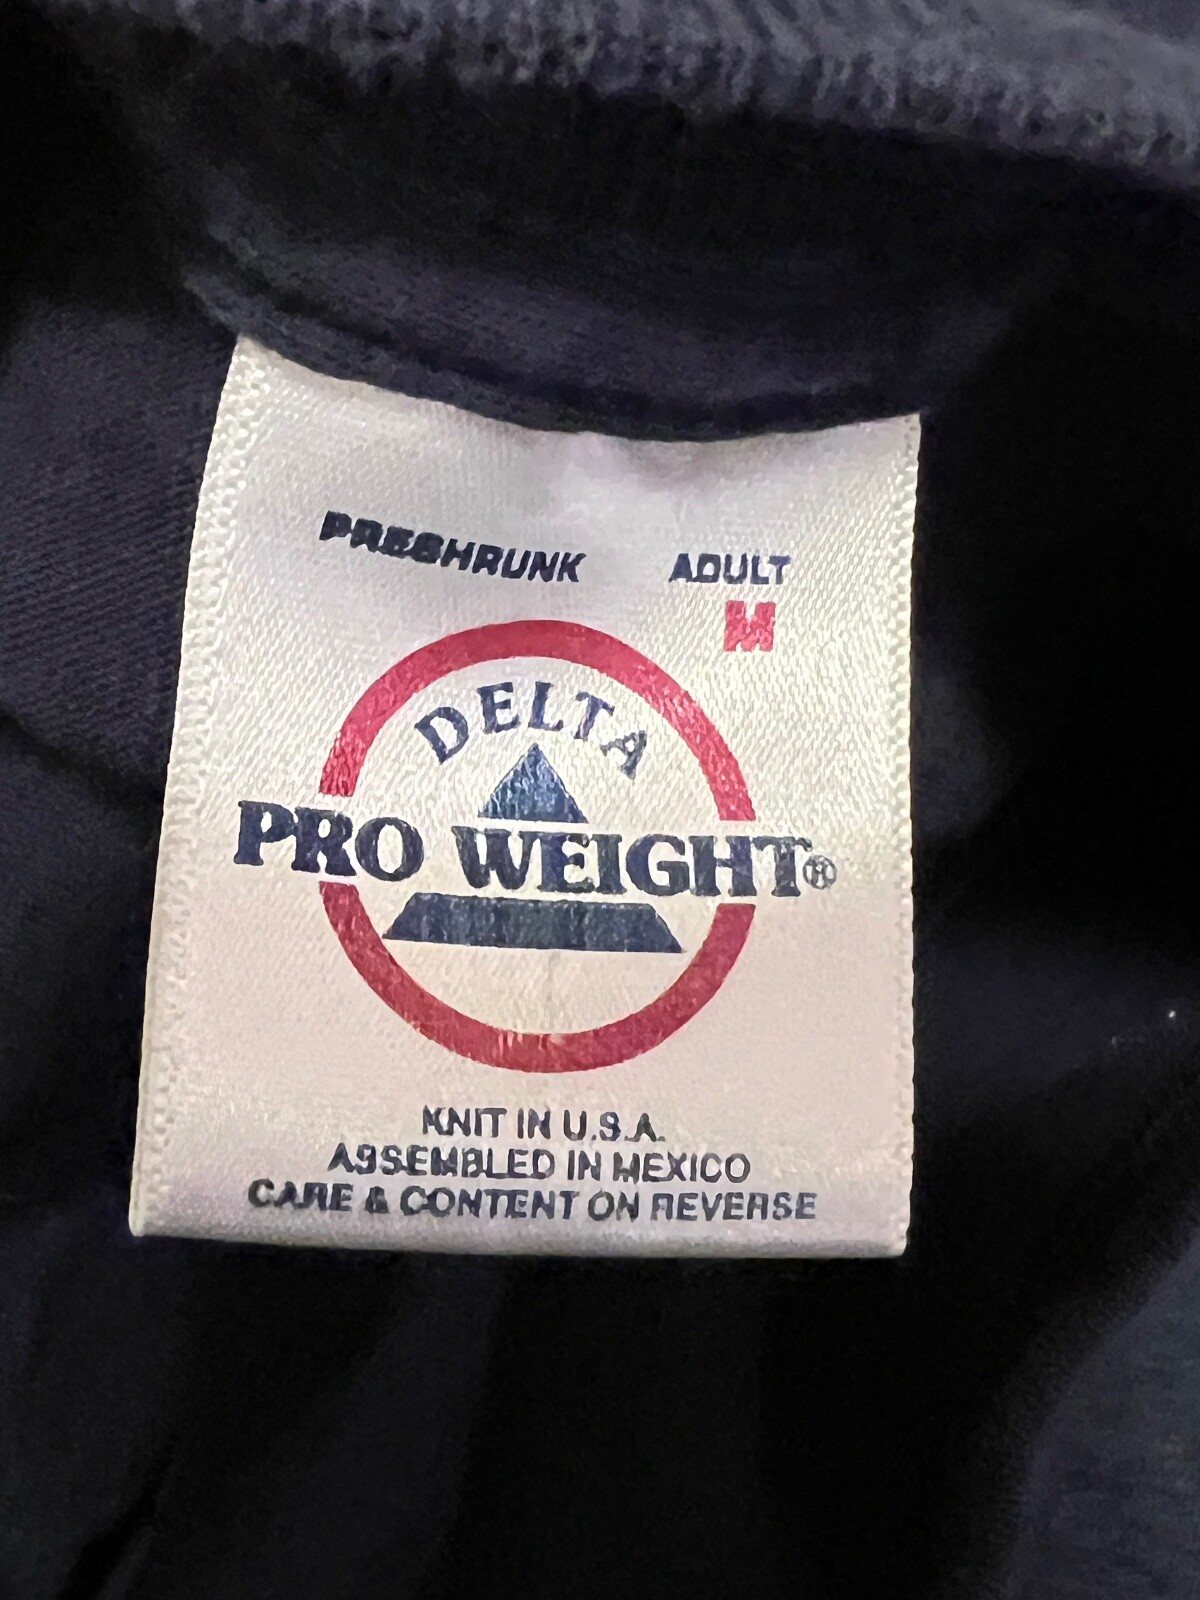 PRESHRUNK ADULT
M
DELTA
PRO WEIGHT®
KNIT IN U.S.A.
ASSEMBLED IN MEXICO
CARE & CONTENT ON REVERSE